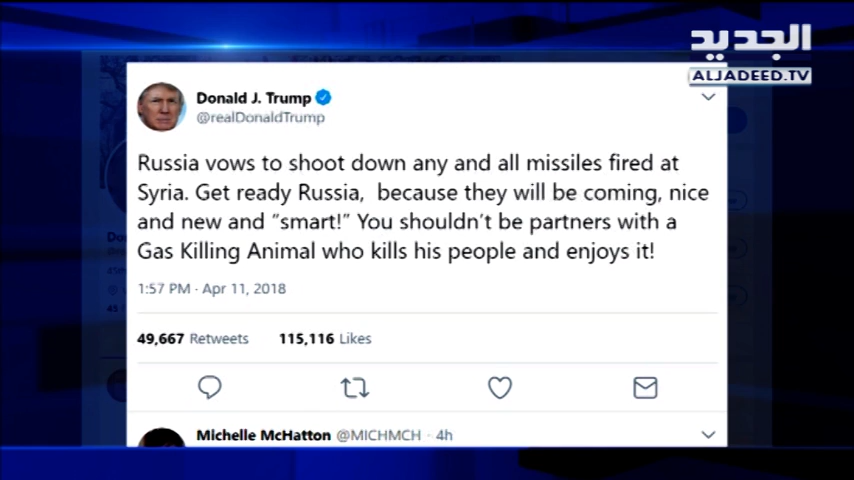 الجديد
ALJADEED.TV
Donald J. Trump
@realDonaldTrump
Russia vows to shoot down any and all missiles fired at
Syria. Get ready Russia,  because they will be coming, nice
and new and “smart!” You shouldn’t be partners with a
Gas Killing Animal who kills his people and enjoys it!
1:57 PM · Apr 11, 2018
49,667 Retweets 115,116 Likes
Michelle McHatton @MICHMCH · 4h